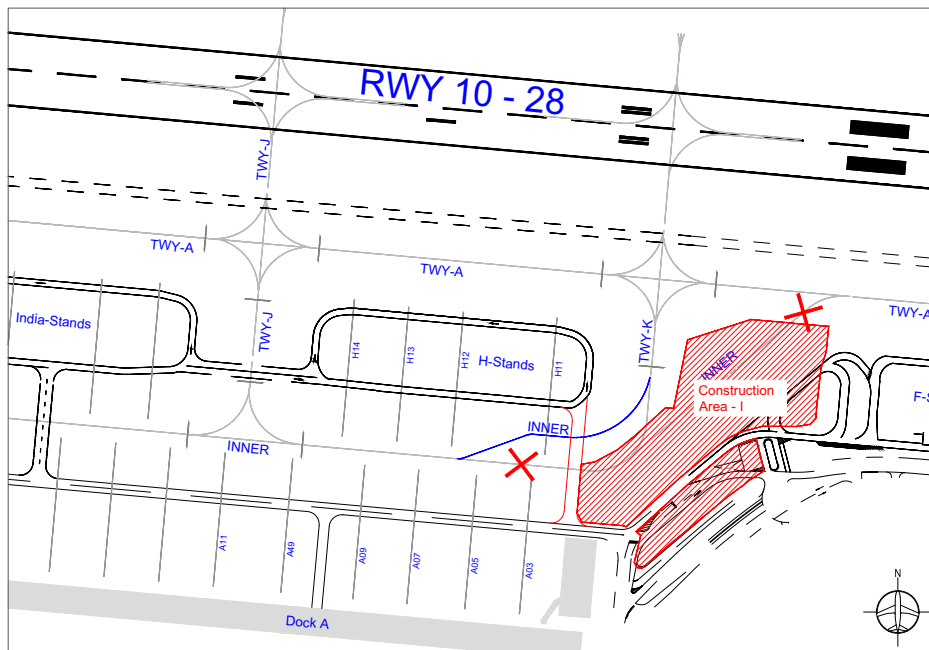 RWY 10 - 28
TWY-J
TWY-A
TWY-A
TWY-A
India-Stands
TWY-J
H14
H13
H12
H-Stands
H11
TWY-K
INNER
Construction
Area - I
INNER
INNER
A11
A49
A09
A07
A05
A03
Dock A
N